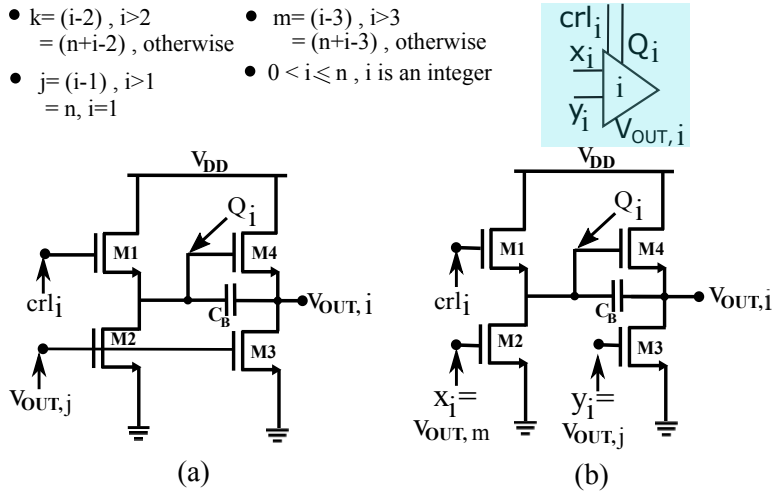 ● k= (i-2) , i>2
= (n+i-2) , otherwise
● j= (i-1) , i>1
= n, i=1
● m= (i-3) , i>3
= (n+i-3) , otherwise
● 0 < i ⩽ n , i is an integer
crl_i
Q_i
x_i
i
y_i
V_OUT, i
V_DD
Q_i
M1
M4
crl_i
C_B
V_OUT, i
M2
M3
V_OUT,j
(a)
V_DD
Q_i
M1
M4
crl_i
C_B
V_OUT,i
M2
M3
x_i=
V_OUT, m
y_i=
V_OUT,j
(b)